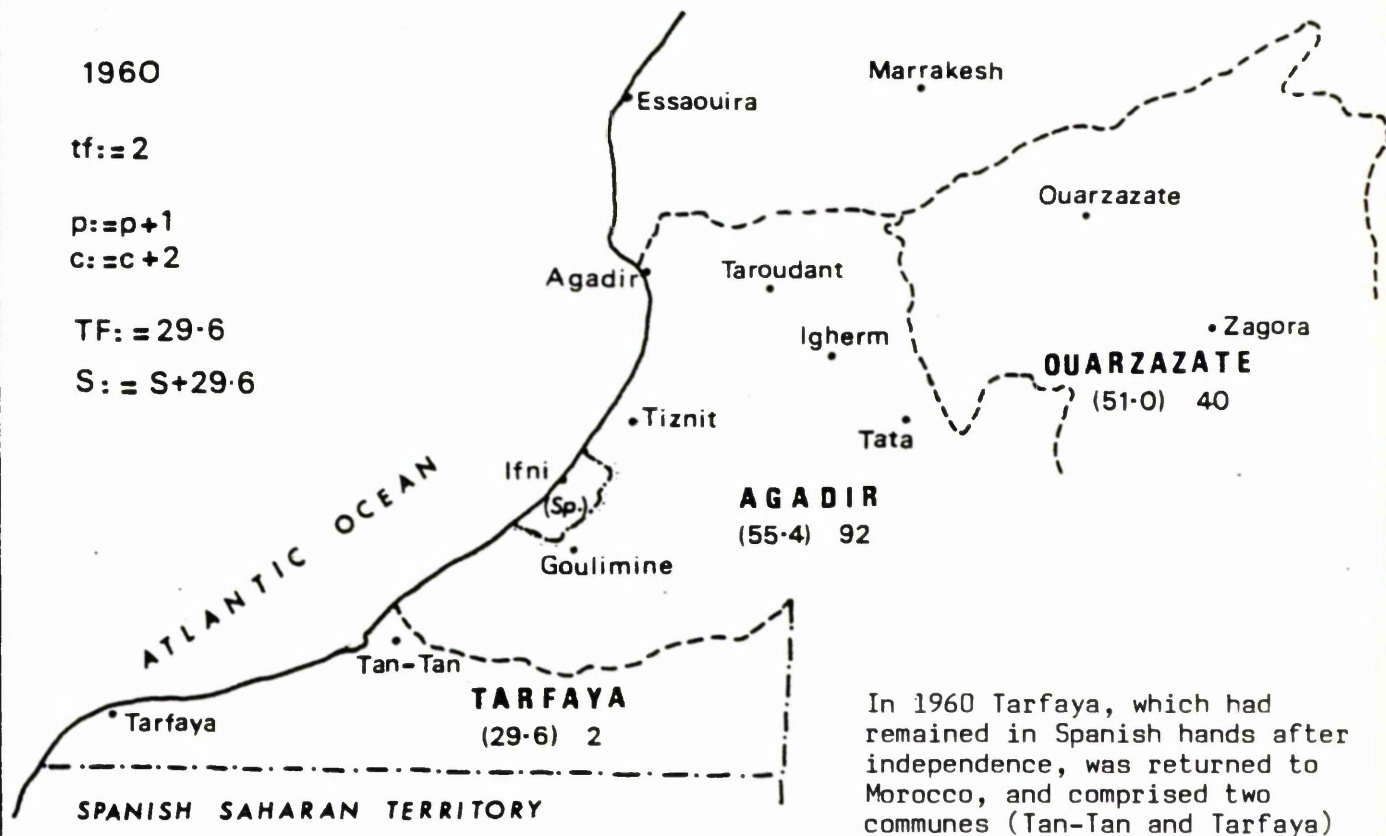 1960
tf:=2
p:=p+1
c:=c+2
TF:=29·6
S:= S+29·6
Marrakesh
Essaouira
Ouarzazate
Agadir
Taroudant
Igherm
Zagora
OUARZAZATE
(51·0) 40
Tiznit
Tata
Ifni
(Sp.)
AGADIR
(55·4) 92
Goulimine
ATLANTIC OCEAN
Tan-Tan
TARFAYA
(29·6) 2
Tarfaya
SPANISH SAHARAN TERRITORY
In 1960 Tarfaya, which had
remained in Spanish hands after
independence, was returned to
Morocco, and comprised two
communes (Tan-Tan and Tarfaya)